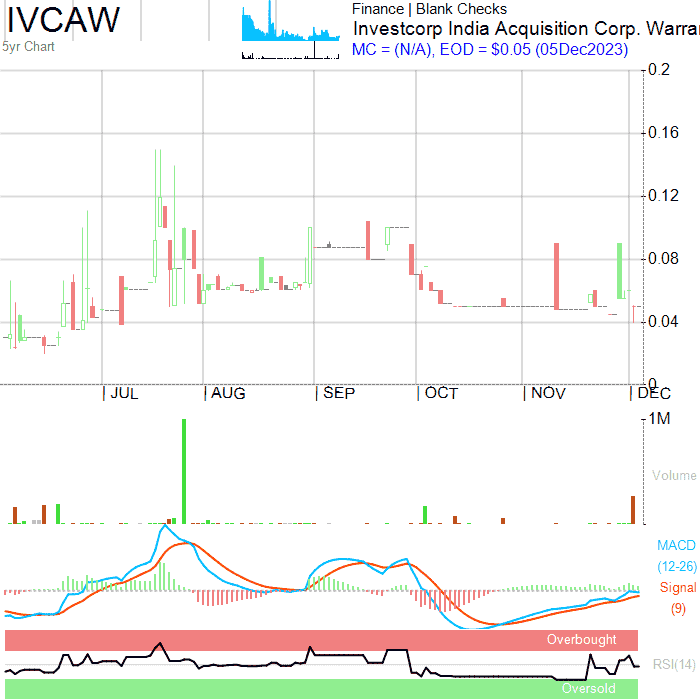 IVCAW
5yr Chart
Finance | Blank Checks
Investcorp India Acquisition Corp. Warra
MC = (N/A), EOD = $0.05 (05Dec2023)
0.2
0.16
0.12
0.08
0.04
0
| JUL | AUG | SEP | OCT | NOV | DEC
1M
Volume
MACD
(12-26)
Signal
(9)
Overbought
RSI(14)
Oversold